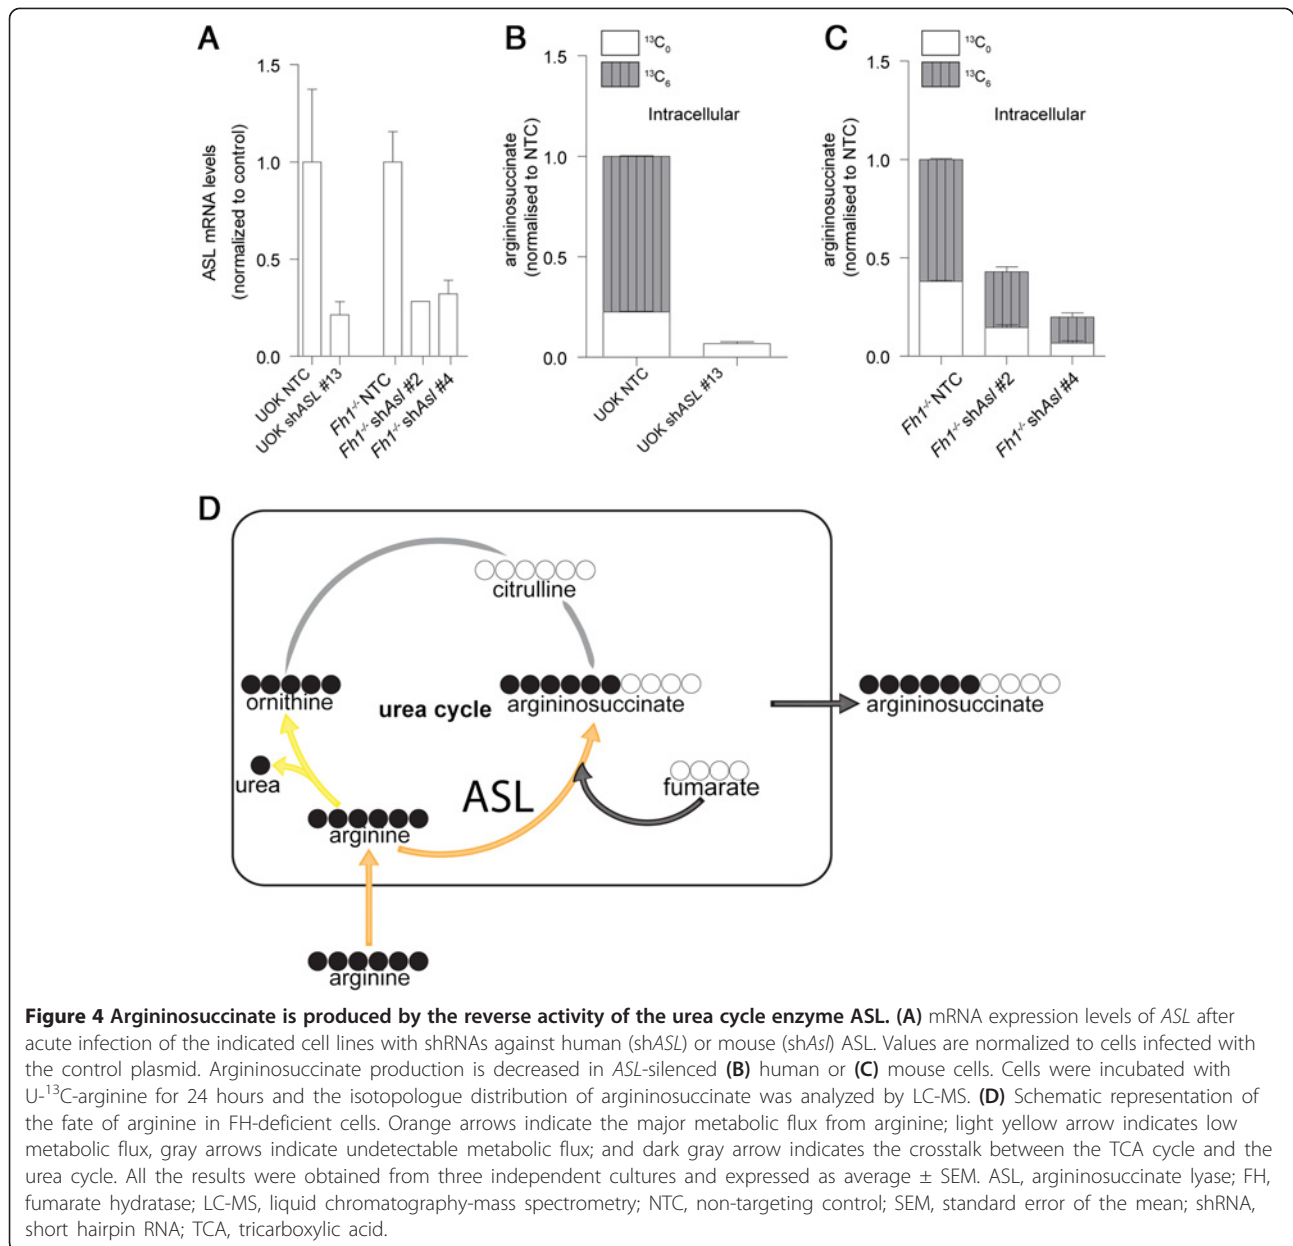 A
ASL mRNA levels
(normalized to control)
1.5
1.0
0.5
0.0
UOK NTC
UOK shASL #13
Fh1-/- NTC
Fh1-/- shAsl #2
Fh1-/- shAsl #4
B
13C0
13C6
Intracellular
argininosuccinate
(normalised to NTC)
1.5
1.0
0.5
0.0
UOK NTC
UOK shASL #13
C
13C0
13C6
Intracellular
argininosuccinate
(normalised to NTC)
1.5
1.0
0.5
0.0
Fh1-/- NTC
Fh1-/- shAsl #2
Fh1-/- shAsl #4
D
citrulline
ornithine
urea cycle
argininosuccinate
argininosuccinate
urea
ASL
fumarate
arginine
arginine
Figure 4 Argininosuccinate is produced by the reverse activity of the urea cycle enzyme ASL. (A) mRNA expression levels of ASL after
acute infection of the indicated cell lines with shRNAs against human (shASL) or mouse (shAsl) ASL. Values are normalized to cells infected with
the control plasmid. Argininosuccinate production is decreased in ASL-silenced (B) human or (C) mouse cells. Cells were incubated with
U-13C-arginine for 24 hours and the isotopologue distribution of argininosuccinate was analyzed by LC-MS. (D) Schematic representation of
the fate of arginine in FH-deficient cells. Orange arrows indicate the major metabolic flux from arginine; light yellow arrow indicates low
metabolic flux, gray arrows indicate undetectable metabolic flux; and dark gray arrow indicates the crosstalk between the TCA cycle and the
urea cycle. All the results were obtained from three independent cultures and expressed as average ± SEM. ASL, argininosuccinate lyase; FH,
fumarate hydratase; LC-MS, liquid chromatography-mass spectrometry; NTC, non-targeting control; SEM, standard error of the mean; shRNA,
short hairpin RNA; TCA, tricarboxylic acid.